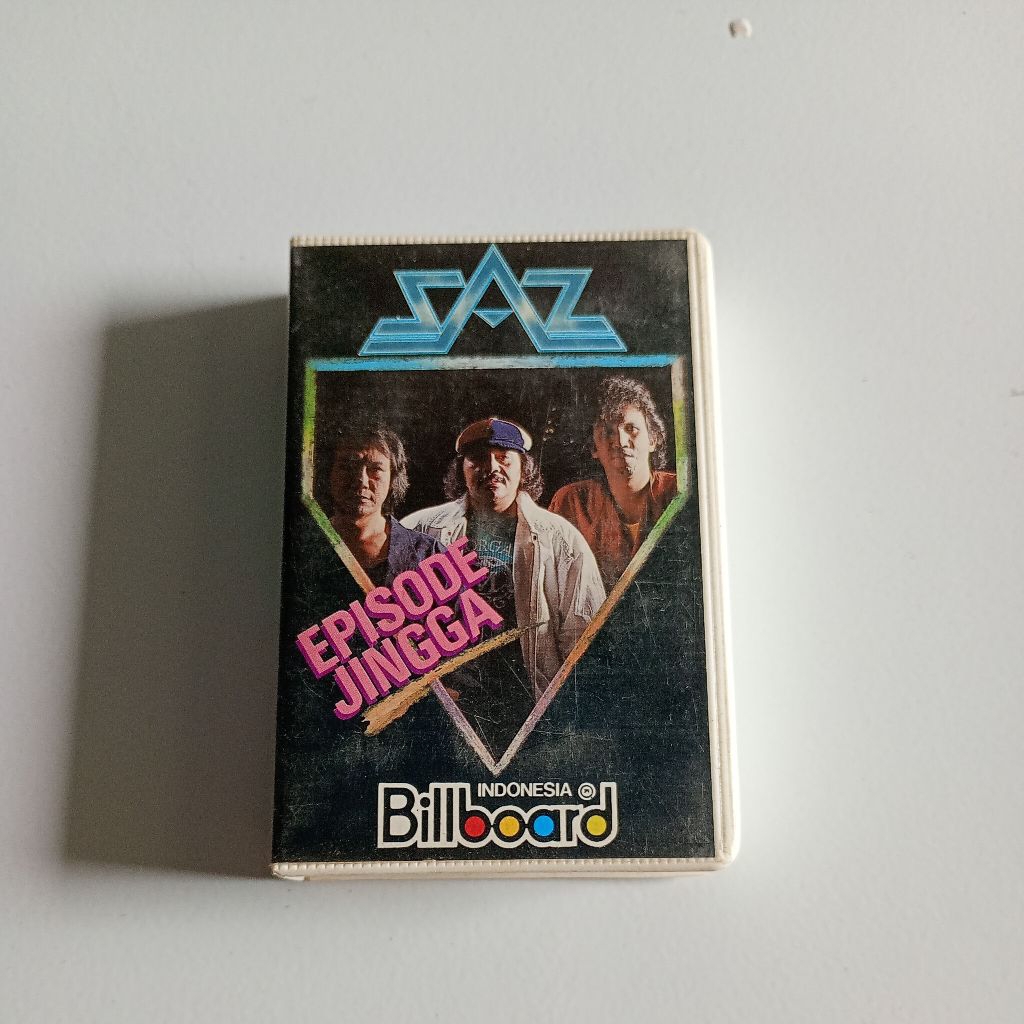 SAZ
EPISODE
JINGGA
INDONESIA
Billboard